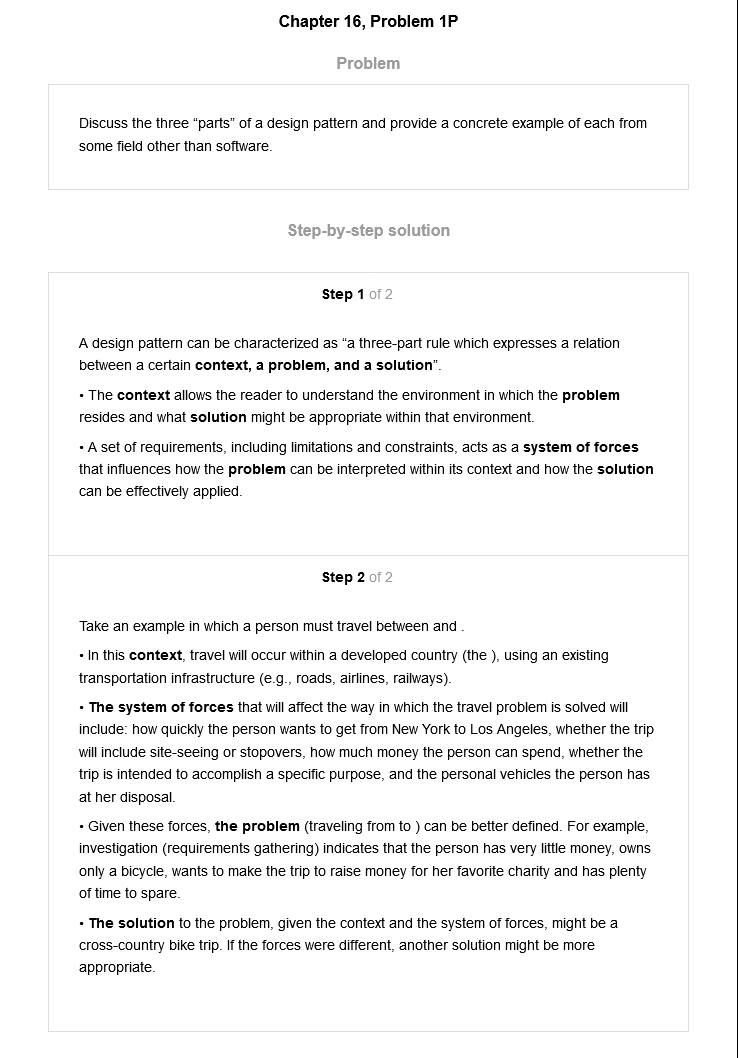 Chapter 16, Problem 1P
Problem
Discuss the three “parts” of a design pattern and provide a concrete example of each from
some field other than software.
Step-by-step solution
Step 1 of 2
A design pattern can be characterized as “a three-part rule which expresses a relation
between a certain context, a problem, and a solution”.
• The context allows the reader to understand the environment in which the problem
resides and what solution might be appropriate within that environment.
• A set of requirements, including limitations and constraints, acts as a system of forces
that influences how the problem can be interpreted within its context and how the solution
can be effectively applied.
Step 2 of 2
Take an example in which a person must travel between and .
• In this context, travel will occur within a developed country (the ), using an existing
transportation infrastructure (e.g., roads, airlines, railways).
• The system of forces that will affect the way in which the travel problem is solved will
include: how quickly the person wants to get from New York to Los Angeles, whether the trip
will include site-seeing or stopovers, how much money the person can spend, whether the
trip is intended to accomplish a specific purpose, and the personal vehicles the person has
at her disposal.
• Given these forces, the problem (traveling from to ) can be better defined. For example,
investigation (requirements gathering) indicates that the person has very little money, owns
only a bicycle, wants to make the trip to raise money for her favorite charity and has plenty
of time to spare.
• The solution to the problem, given the context and the system of forces, might be a
cross-country bike trip. If the forces were different, another solution might be more
appropriate.